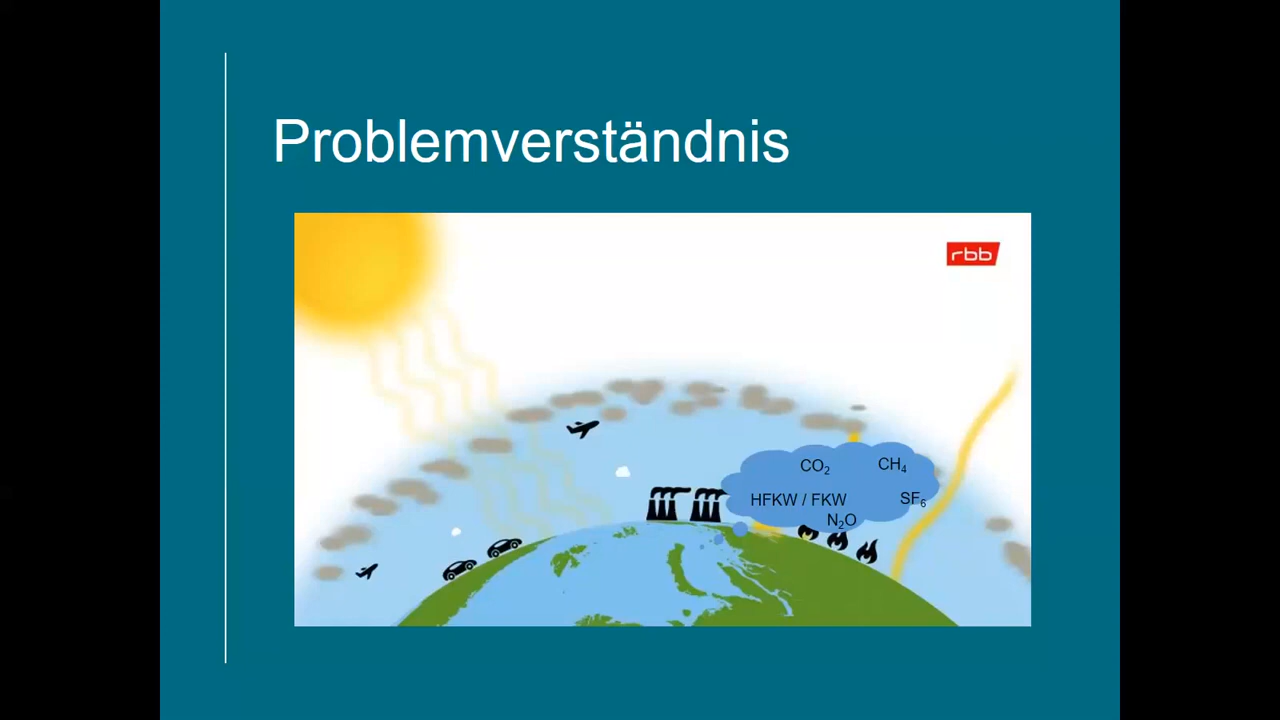 Problemverständnis
rbb
CO₂ CH₄
HFKW / FKW SF₆
N₂O